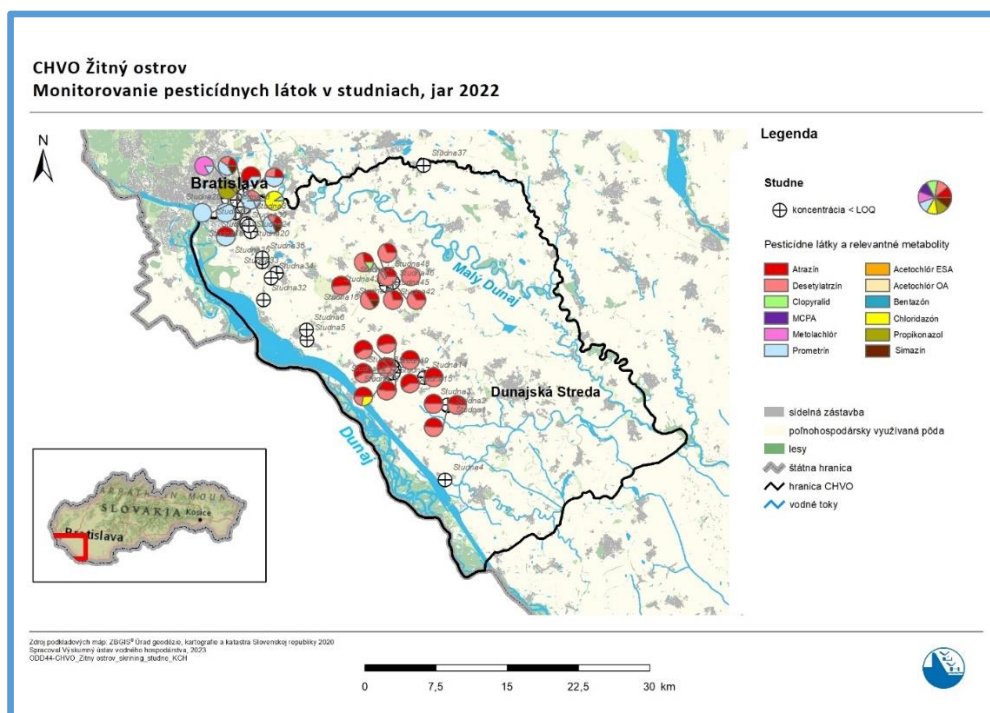 CHVO Žitný ostrov
Monitorovanie pesticídnych látok v studniach, jar 2022
N
Bratislava
Studna37
Studna36
Studna34
Studna32
Studna6
Studna5
Studna48
Studna45
Studna42
Malý Dunaj
Dunajská Streda
Dunaj
Studna4
SLOVAKIA
Košice
Bratislava
Legenda
Studne
koncentrácia < LOQ
Pesticídne látky a relevantné metabolity
Atrazín
Desetylatrzín
Clopyralid
MCPA
Metolachlór
Prometrín
Acetochlór ESA
Acetochlór OA
Bentazón
Chloridazón
Propikonazol
Simazín
sídelná zástavba
poľnohospodársky využívaná pôda
lesy
štátna hranica
hranica CHVO
vodné toky
Zdroj podkladových máp: ZBGIS® Úrad geodézie, kartografie a katastra Slovenskej republiky 2020
Spracoval Výskumný ústav vodného hospodárstva, 2023
ODD44-CHVO_Zitny ostrov_skrining_studne_KCH
0 7,5 15 22,5 30 km